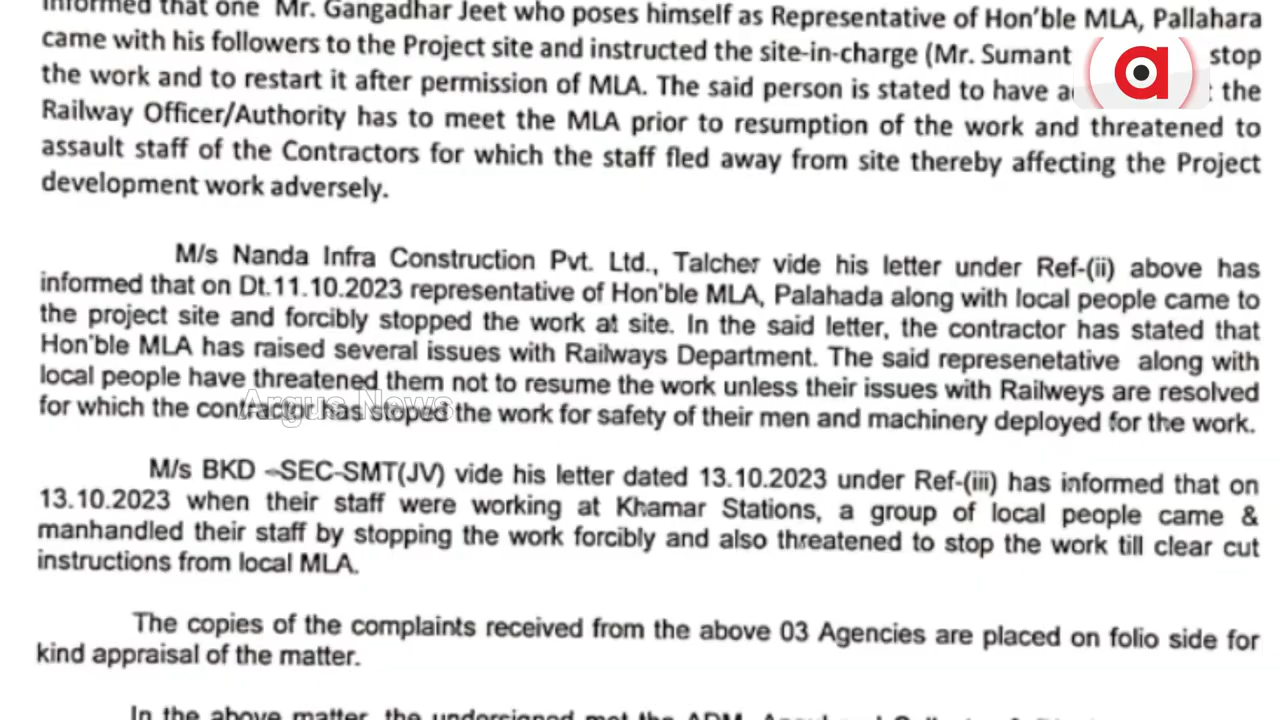 informed that one Mr. Gangadhar Jeet who poses himself as Representative of Hon'ble MLA, Pallahara
came with his followers to the Project site and instructed the site-in-charge (Mr. Sumant stop
the work and to restart it after permission of MLA. The said person is stated to have the
Railway Officer/Authority has to meet the MLA prior to resumption of the work and threatened to
assault staff of the Contractors for which the staff fled away from site thereby affecting the Project
development work adversely.
M/s Nanda Infra Construction Pvt. Ltd., Talcher vide his letter under Ref-(ii) above has
informed that on Dt.11.10.2023 representative of Hon'ble MLA, Palahada along with local people came to
the project site and forcibly stopped the work at site. In the said letter, the contractor has stated that
Hon'ble MLA has raised several issues with Railways Department. The said represenetative along with
local people have threatened them not to resume the work unless their issues with Railweys are resolved
for which the contractor has stoped the work for safety of their men and machinery deployed for the work.
Argus News
M/s BKD -SEC-SMT(JV) vide his letter dated 13.10.2023 under Ref-(iii) has informed that on
13.10.2023 when their staff were working at Khamar Stations, a group of local people came &
manhandled their staff by stopping the work forcibly and also threatened to stop the work till clear cut
instructions from local MLA.
The copies of the complaints received from the above 03 Agencies are placed on folio side for
kind appraisal of the matter.
In the above matter, the undersigned met the ADM, Angul and
a